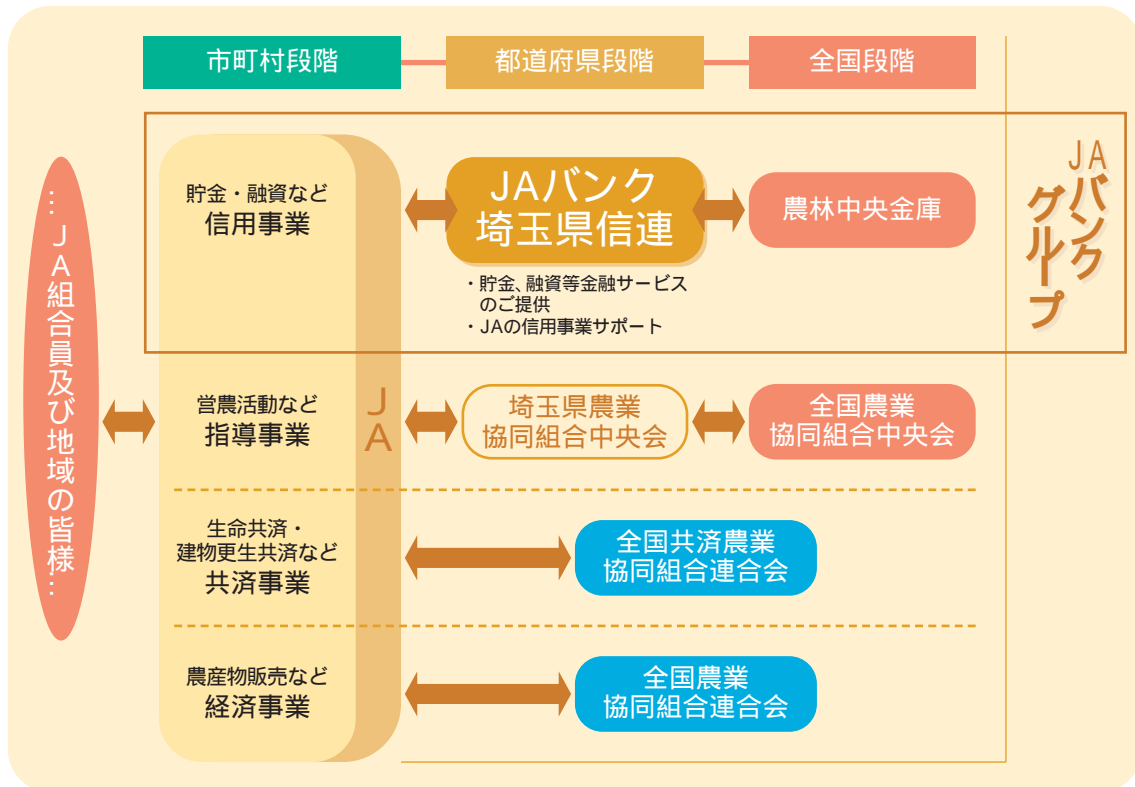 市町村段階
都道府県段階
全国段階
JA
バンク
グループ
…JA組合員及び地域の皆様…
貯金・融資など
信用事業
JAバンク
埼玉県信連
農林中央金庫
・貯金、融資等金融サービス
のご提供
・JAの信用事業サポート
JA
営農活動など
指導事業
埼玉県農業
協同組合中央会
全国農業
協同組合中央会
生命共済・
建物更生共済など
共済事業
全国共済農業
協同組合連合会
農産物販売など
経済事業
全国農業
協同組合連合会